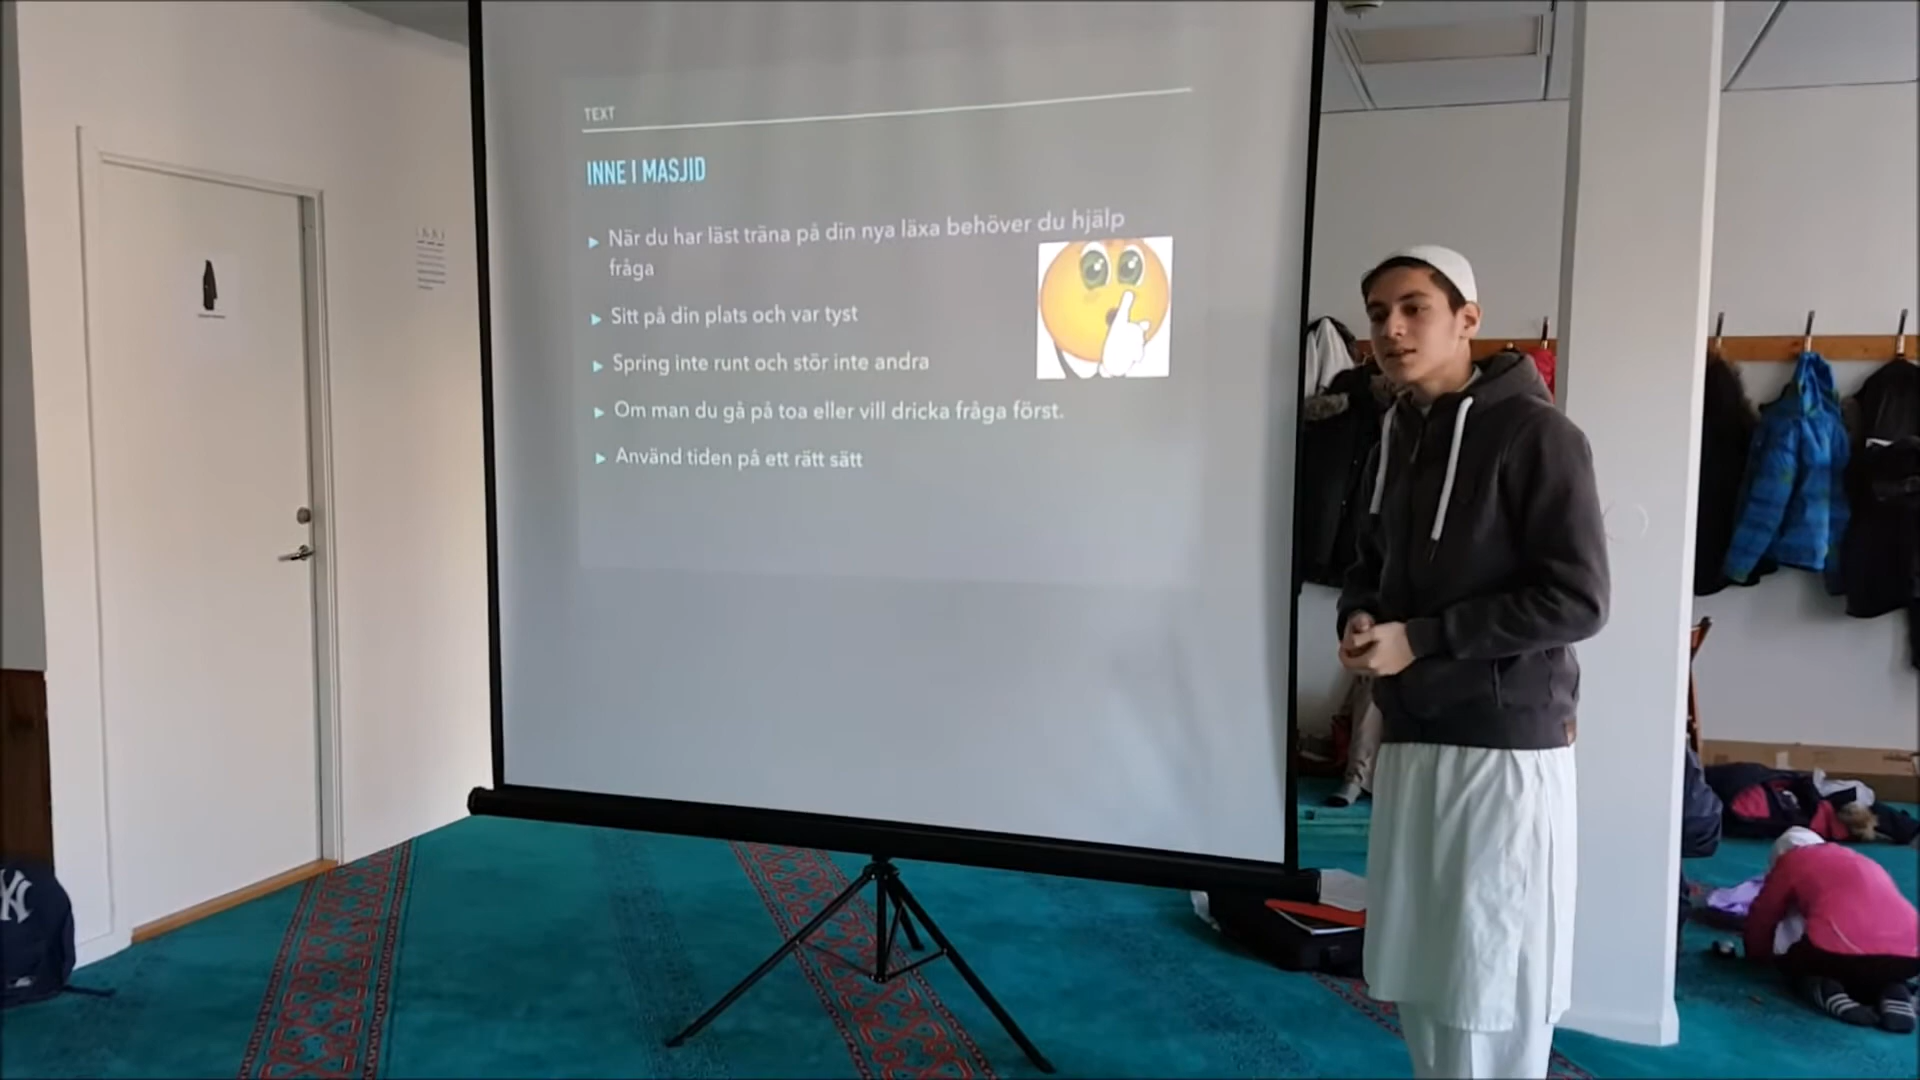 TEXT
INNE I MASJID
När du har läst träna på din nya läxa behöver du hjälp
fråga
Sitt på din plats och var tyst
Spring inte runt och stör inte andra
Om man du gå på toa eller vill dricka fråga först.
Använd tiden på ett rätt sätt
NY